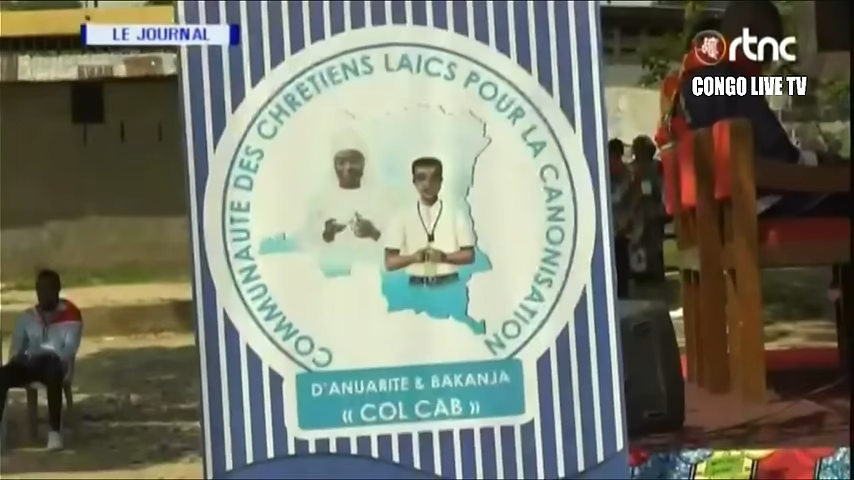 LE JOURNAL
rtnc
CONGO LIVE TV
COMMUNAUTE DES CHRETIENS LAICS POUR LA CANONISATION
D'ANUARITE & BAKANJA
« COL CAB »